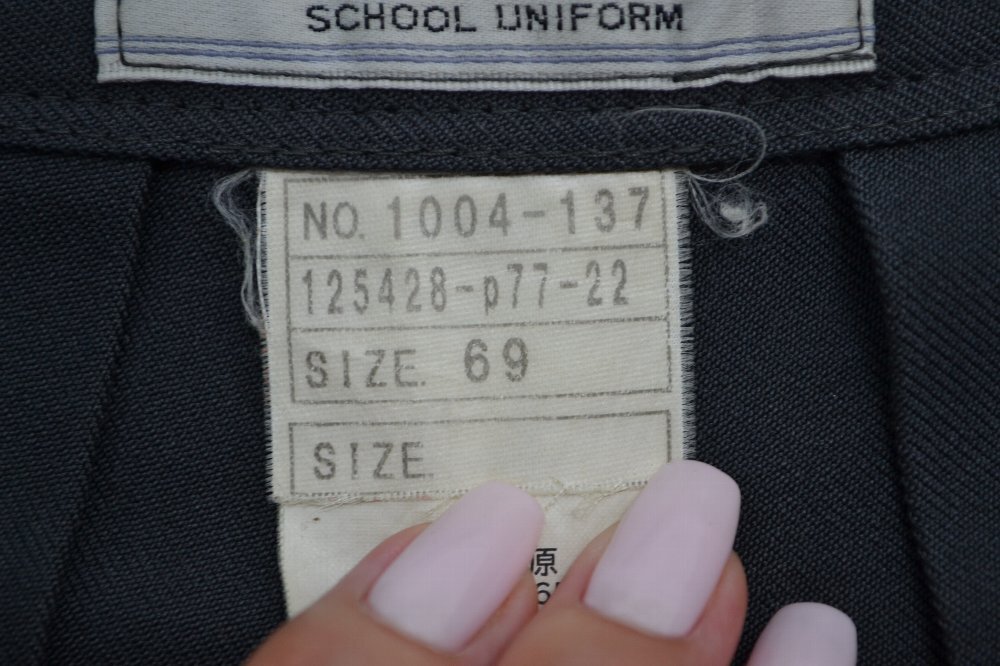 SCHOOL UNIFORM
NO. 1004-137
125428-p77-22
SIZE. 69
SIZE.
原